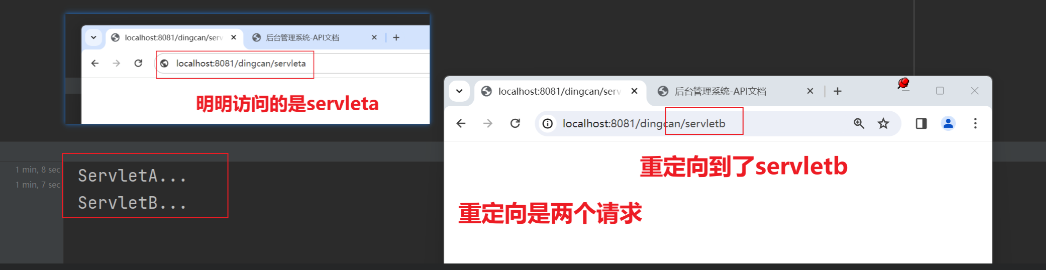 localhost:8081/dingcan/serv
后台管理系统-API文档
localhost:8081/dingcan/servleta
明明访问的是servleta
localhost:8081/dingcan/serv
后台管理系统-API文档
localhost:8081/dingcan/servletb
重定向到了servletb
1 min, 8 sec
ServletA...
1 min, 7 sec
ServletB...
重定向是两个请求